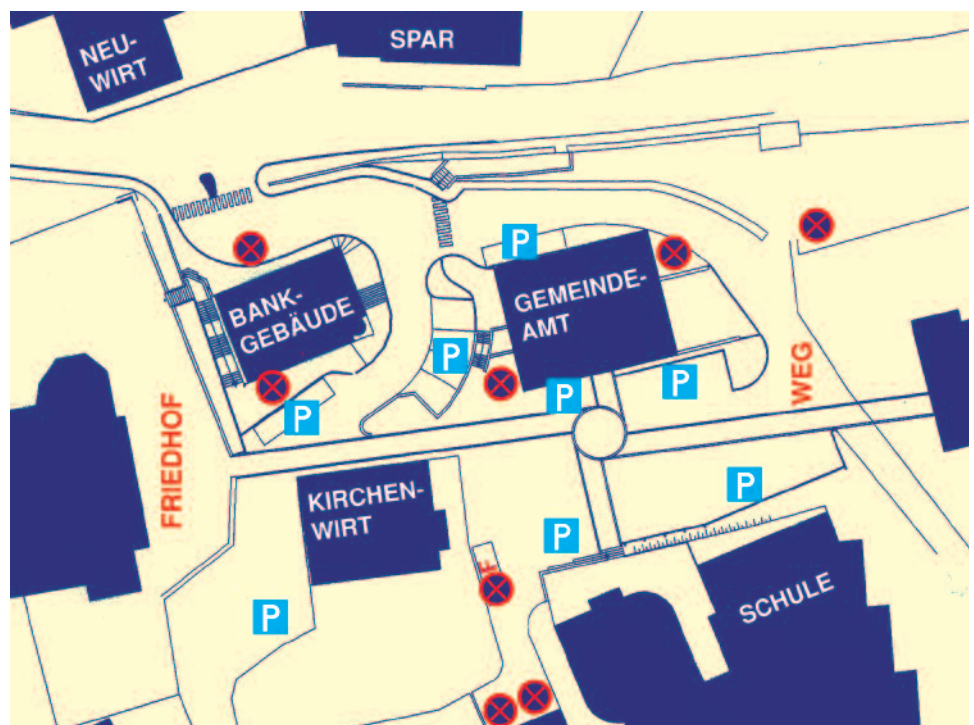 NEU-
WIRT
SPAR
P
GEMEINDE-
AMT
BANK-
GEBÄUDE
P
P
P
P
WEG
FRIEDHOF
KIRCHEN-
WIRT
P
P
F
P
SCHULE